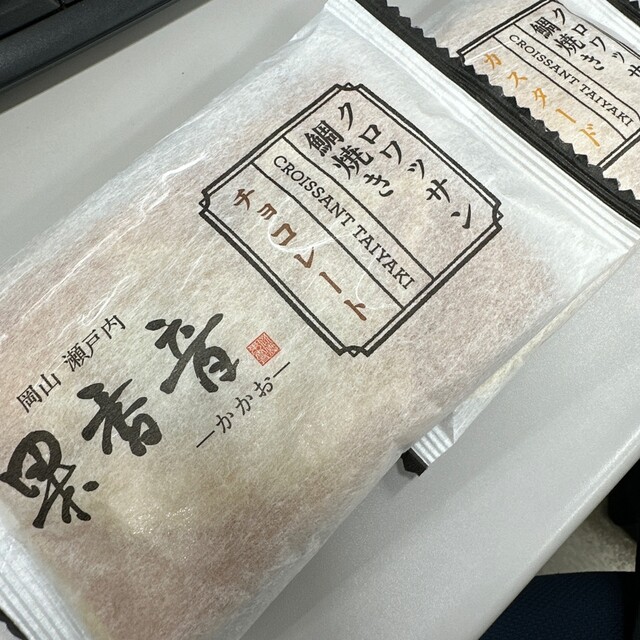 クロワッサン
鯛焼き
CROISSANT TAIYAKI
チョコレート
岡山 瀬戸内
果香音
－かかお－
クロワッサン
鯛焼き
CROISSANT TAIYAKI
カスタード